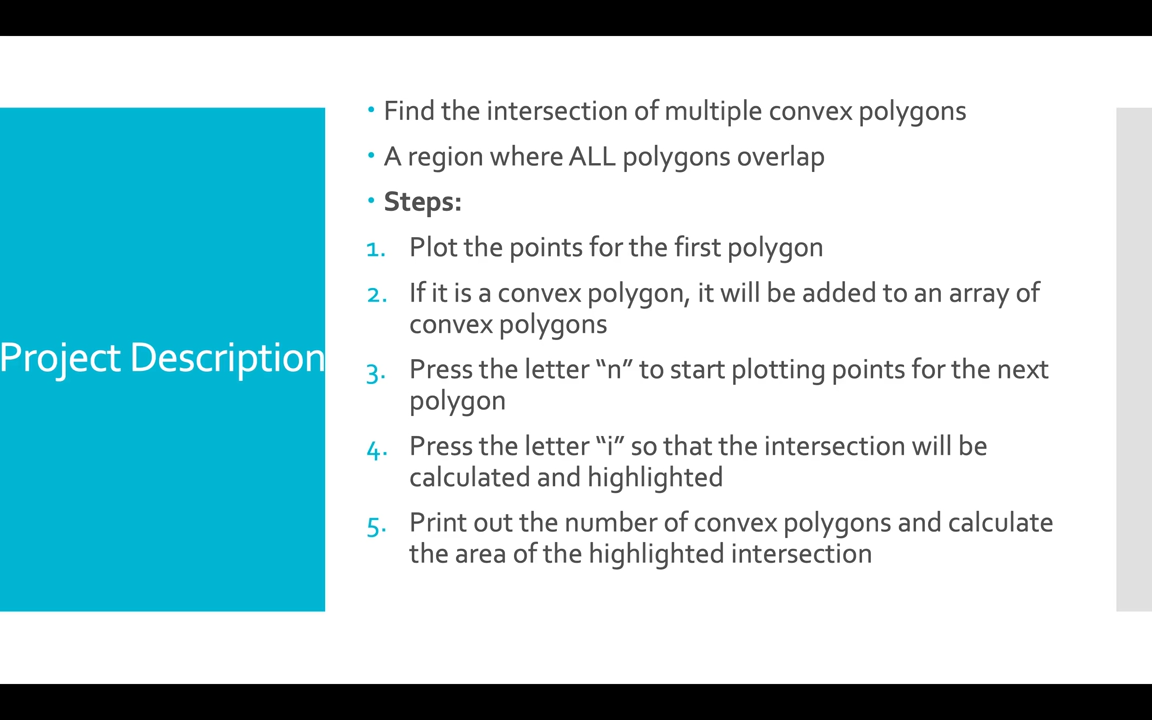 Project Description
• Find the intersection of multiple convex polygons
• A region where ALL polygons overlap
• Steps:
1. Plot the points for the first polygon
2. If it is a convex polygon, it will be added to an array of
convex polygons
3. Press the letter “n” to start plotting points for the next
polygon
4. Press the letter “i” so that the intersection will be
calculated and highlighted
5. Print out the number of convex polygons and calculate
the area of the highlighted intersection